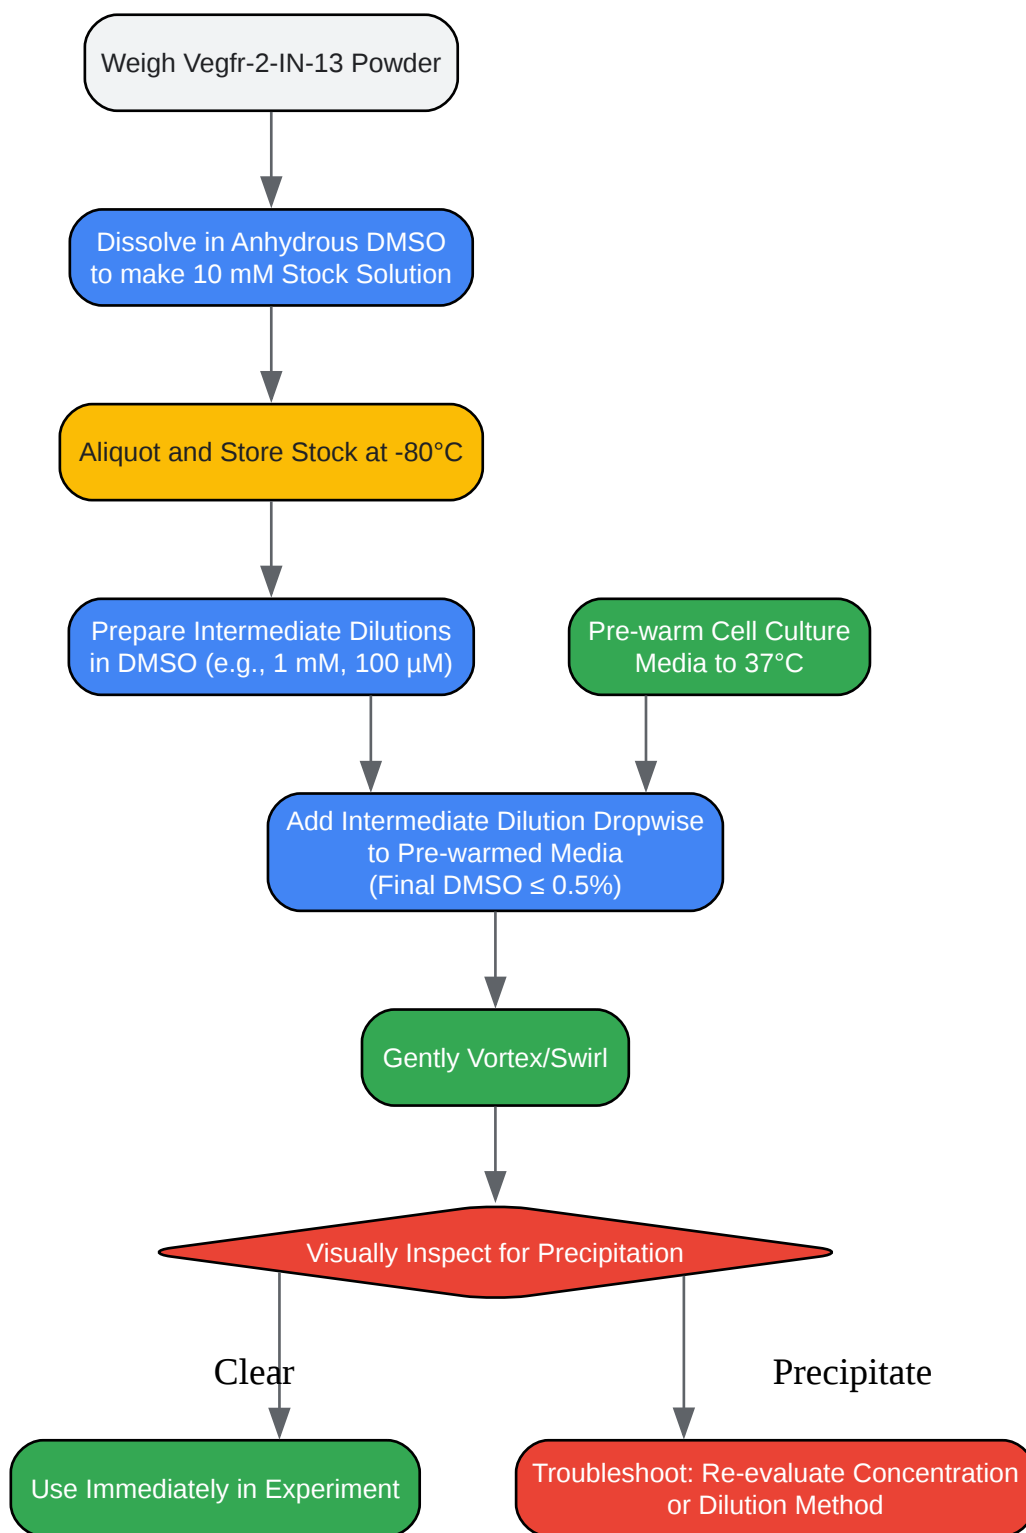 Weigh Vegfr-2-IN-13 Powder
Dissolve in Anhydrous DMSO
to make 10 mM Stock Solution
Aliquot and Store Stock at -80°C
Prepare Intermediate Dilutions
in DMSO (e.g., 1 mM, 100 µM)
Pre-warm Cell Culture
Media to 37°C
Add Intermediate Dilution Dropwise
to Pre-warmed Media
(Final DMSO ≤ 0.5%)
Gently Vortex/Swirl
Visually Inspect for Precipitation
Clear
Precipitate
Use Immediately in Experiment
Troubleshoot: Re-evaluate Concentration
or Dilution Method